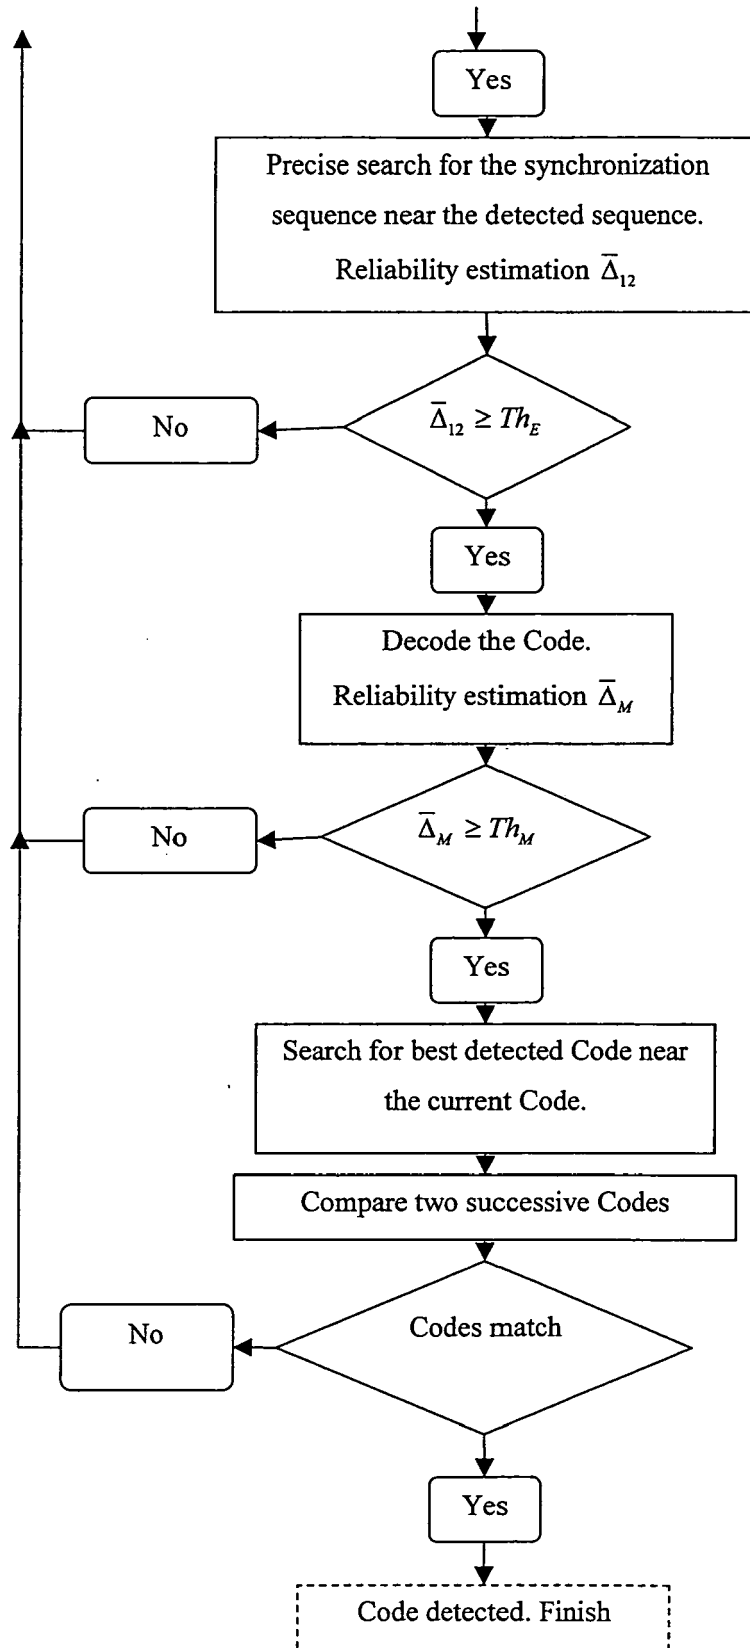 Yes
Precise search for the synchronization
sequence near the detected sequence.
Reliability estimation Δ̅₁₂
No
Δ̅₁₂ ≥ Th_E
Yes
Decode the Code.
Reliability estimation Δ̅_M
No
Δ̅_M ≥ Th_M
Yes
Search for best detected Code near
the current Code.
Compare two successive Codes
No
Codes match
Yes
Code detected. Finish